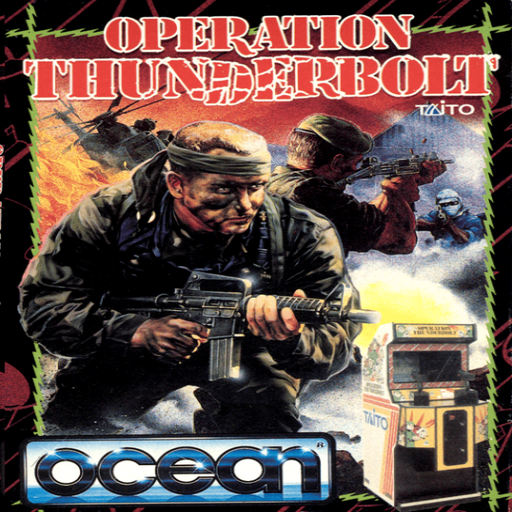 OPERATION
THUNDERBOLT
TAITO
OPERATION
THUNDERBOLT
TAITO
ocean®